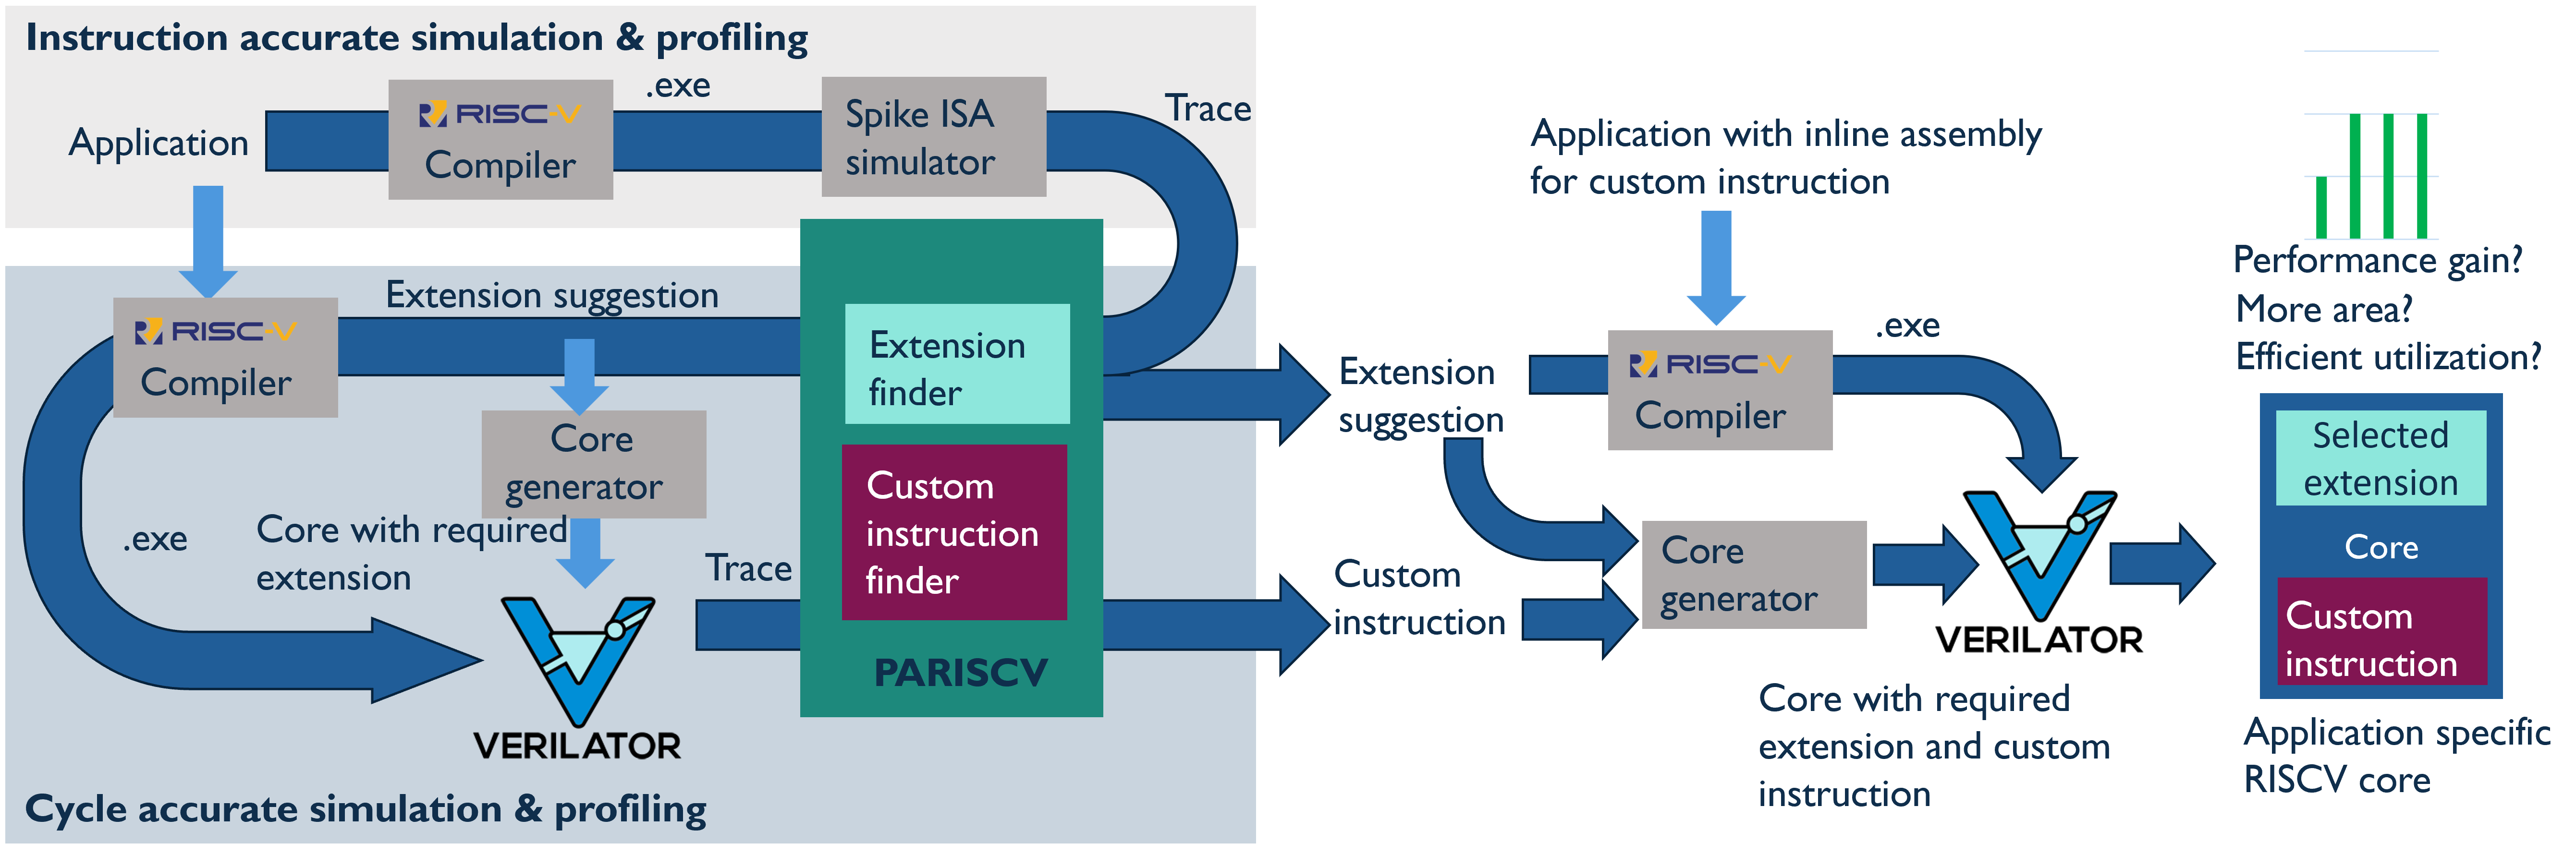 Instruction accurate simulation & profiling
.exe
Trace
Application
RISC-V
Compiler
Spike ISA
simulator
Extension suggestion
RISC-V
Compiler
Core
generator
Core with required
extension
.exe
Trace
VERILATOR
Extension
finder
Custom
instruction
finder
PARISCV
Cycle accurate simulation & profiling
Extension
suggestion
Custom
instruction
Application with inline assembly
for custom instruction
RISC-V
Compiler
.exe
Core
generator
VERILATOR
Core with required
extension and custom
instruction
Performance gain?
More area?
Efficient utilization?
Selected
extension
Core
Custom
instruction
Application specific
RISCV core